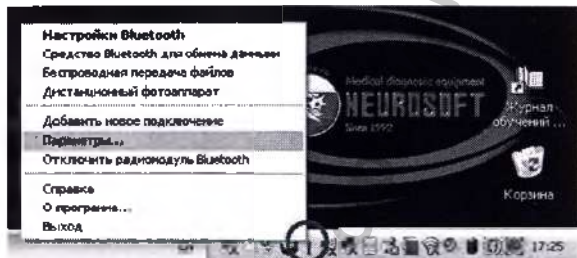 Настройки Bluetooth
Средство Bluetooth для обмена данными
Беспроводная передача файлов
Дистанционный фотоаппарат
Добавить новое подключение
Параметры...
Отключить радиомодуль Bluetooth
Справка
О программе...
Выход
Medical diagnostic equipment
NEUROSOFT
Since 1992
Журнал
обучений ...
Корзина
17:25